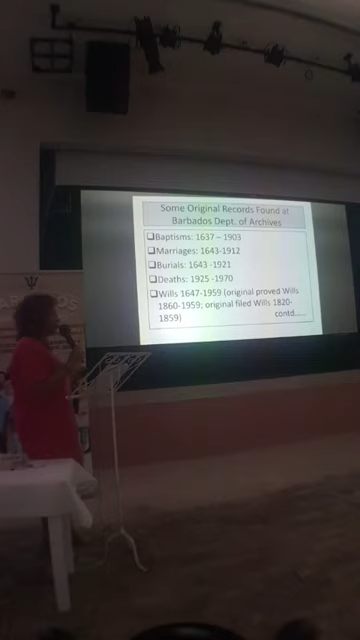 Some Original Records Found at
Barbados Dept. of Archives
❑Baptisms: 1637 – 1903
❑Marriages: 1643-1912
❑Burials: 1643 -1921
❑Deaths: 1925 -1970
❑Wills 1647-1959 (original proved Wills
1860-1959; original filed Wills 1820-
1859) contd.....